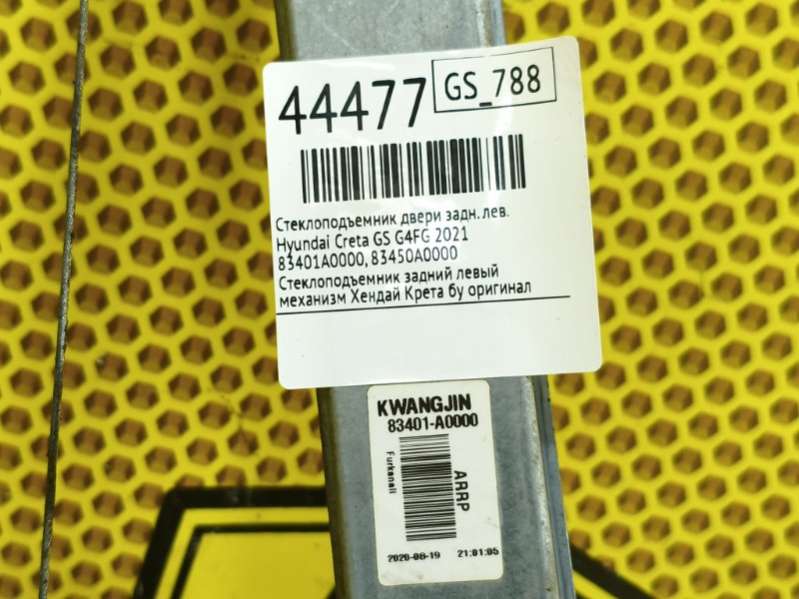 44477 GS_788
Стеклоподъемник двери задн. лев.
Hyundai Creta GS G4FG 2021
83401A0000, 83450A0000
Стеклоподъемник задний левый
механизм Хендай Крета бу оригинал
KWANGJIN
83401-A0000
Furkanali
ARRP
2020-08-19 21:01:05